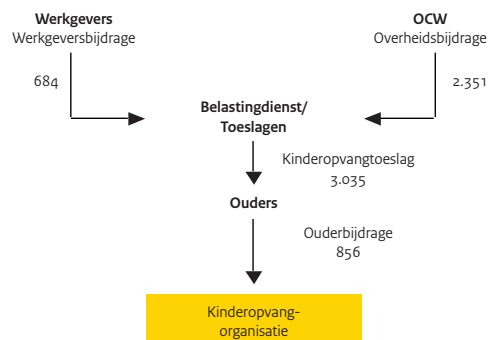 Werkgevers
Werkgeversbijdrage
684
OCW
Overheidsbijdrage
2.351
Belastingdienst/
Toeslagen
Kinderopvangtoeslag
3.035
Ouders
Ouderbijdrage
856
Kinderopvang-
organisatie